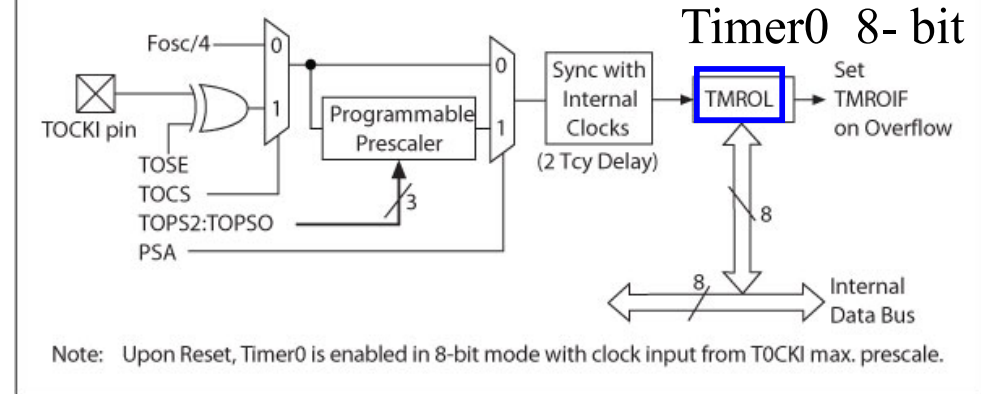 Timer0 8- bit
Fosc/4
0
1
TOCKI pin
TOSE
TOCS
TOPS2:TOPSO
PSA
Programmable
Prescaler
3
0
1
Sync with
Internal
Clocks
(2 Tcy Delay)
TMROL
Set
TMROIF
on Overflow
8
8
Internal
Data Bus
Note: Upon Reset, Timer0 is enabled in 8-bit mode with clock input from T0CKI max. prescale.